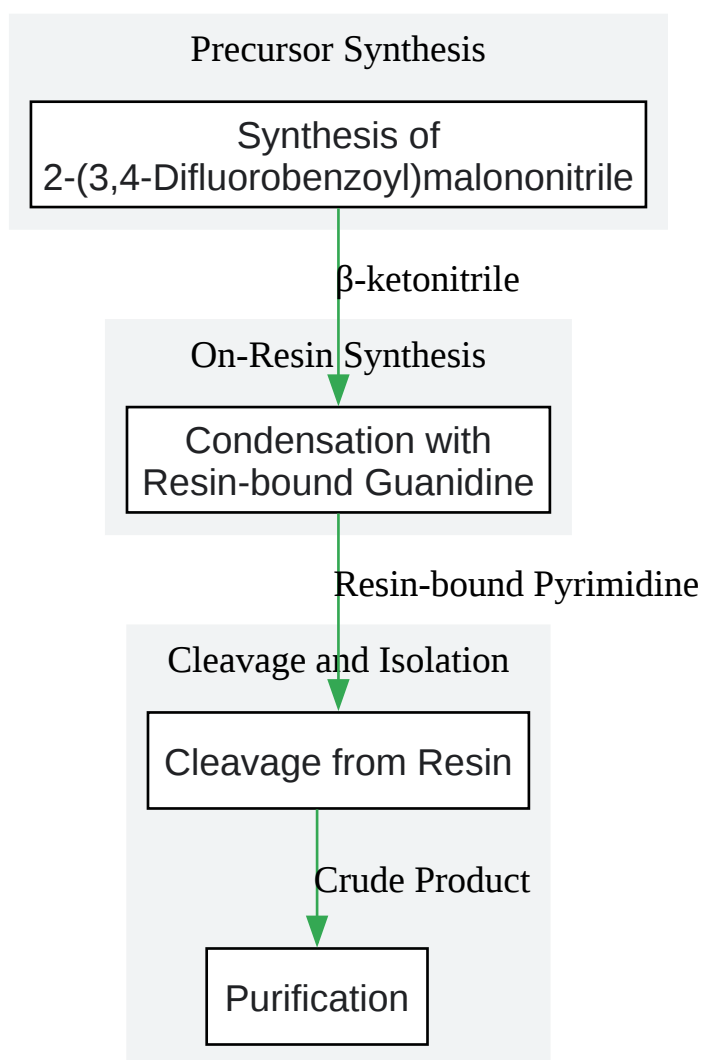 Precursor Synthesis
Synthesis of
2-(3,4-Difluorobenzoyl)malononitrile
β-ketonitrile
On-Resin Synthesis
Condensation with
Resin-bound Guanidine
Resin-bound Pyrimidine
Cleavage and Isolation
Cleavage from Resin
Crude Product
Purification